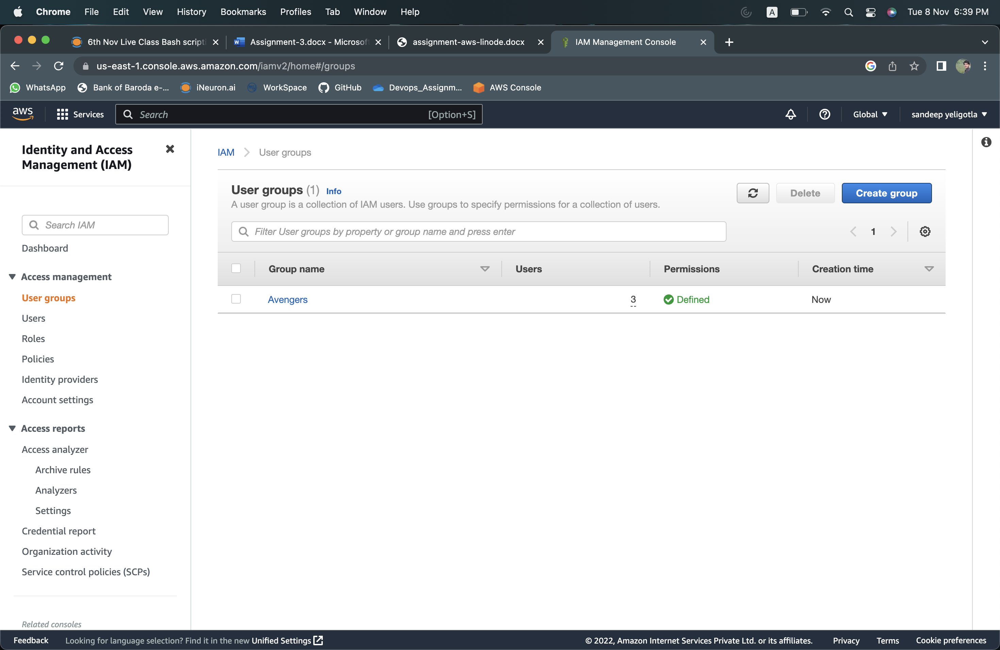 Chrome File Edit View History Bookmarks Profiles Tab Window Help A Tue 8 Nov 6:39 PM
6th Nov Live Class Bash scripti Assignment-3.docx - Microsoft assignment-aws-linode.docx IAM Management Console
us-east-1.console.aws.amazon.com/iamv2/home#/groups
WhatsApp Bank of Baroda e-... iNeuron.ai WorkSpace GitHub Devops_Assignm... AWS Console
aws Services Search [Option+S] Global sandeep yeligotla
Identity and Access
Management (IAM)
Search IAM
Dashboard
Access management
User groups
Users
Roles
Policies
Identity providers
Account settings
Access reports
Access analyzer
Archive rules
Analyzers
Settings
Credential report
Organization activity
Service control policies (SCPs)
Related consoles
IAM User groups
User groups (1) Info
A user group is a collection of IAM users. Use groups to specify permissions for a collection of users.
Delete Create group
Filter User groups by property or group name and press enter
1
Group name Users Permissions Creation time
Avengers 3 Defined Now
Feedback Looking for language selection? Find it in the new Unified Settings © 2022, Amazon Internet Services Private Ltd. or its affiliates. Privacy Terms Cookie preferences